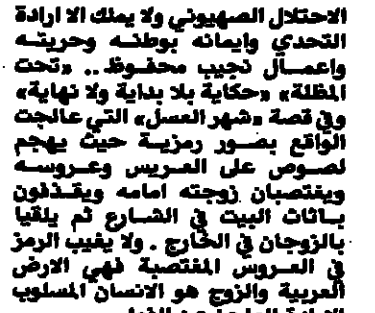 الاحتلال الصهيوني ولا يملك الا ارادة
التحدي وايمانه بوطنه وحريته
واعمال نجيب محفوظ .. «تحت
المظلة» «حكاية بلا بداية ولا نهاية»
وفي قصة «شهر العسل» التي عالجت
الواقع بصور رمزية حيث يهجم
لصوص على العريس وعروسه
ويغتصبان زوجته امامه ويقذفون
باثاث البيت في الشارع ثم يلقيا
بالزوجان في الخارج . ولا يغيب الرمز
في العروس المغتصبة فهي الارض
العربية والزوج هو الانسان المسلوب